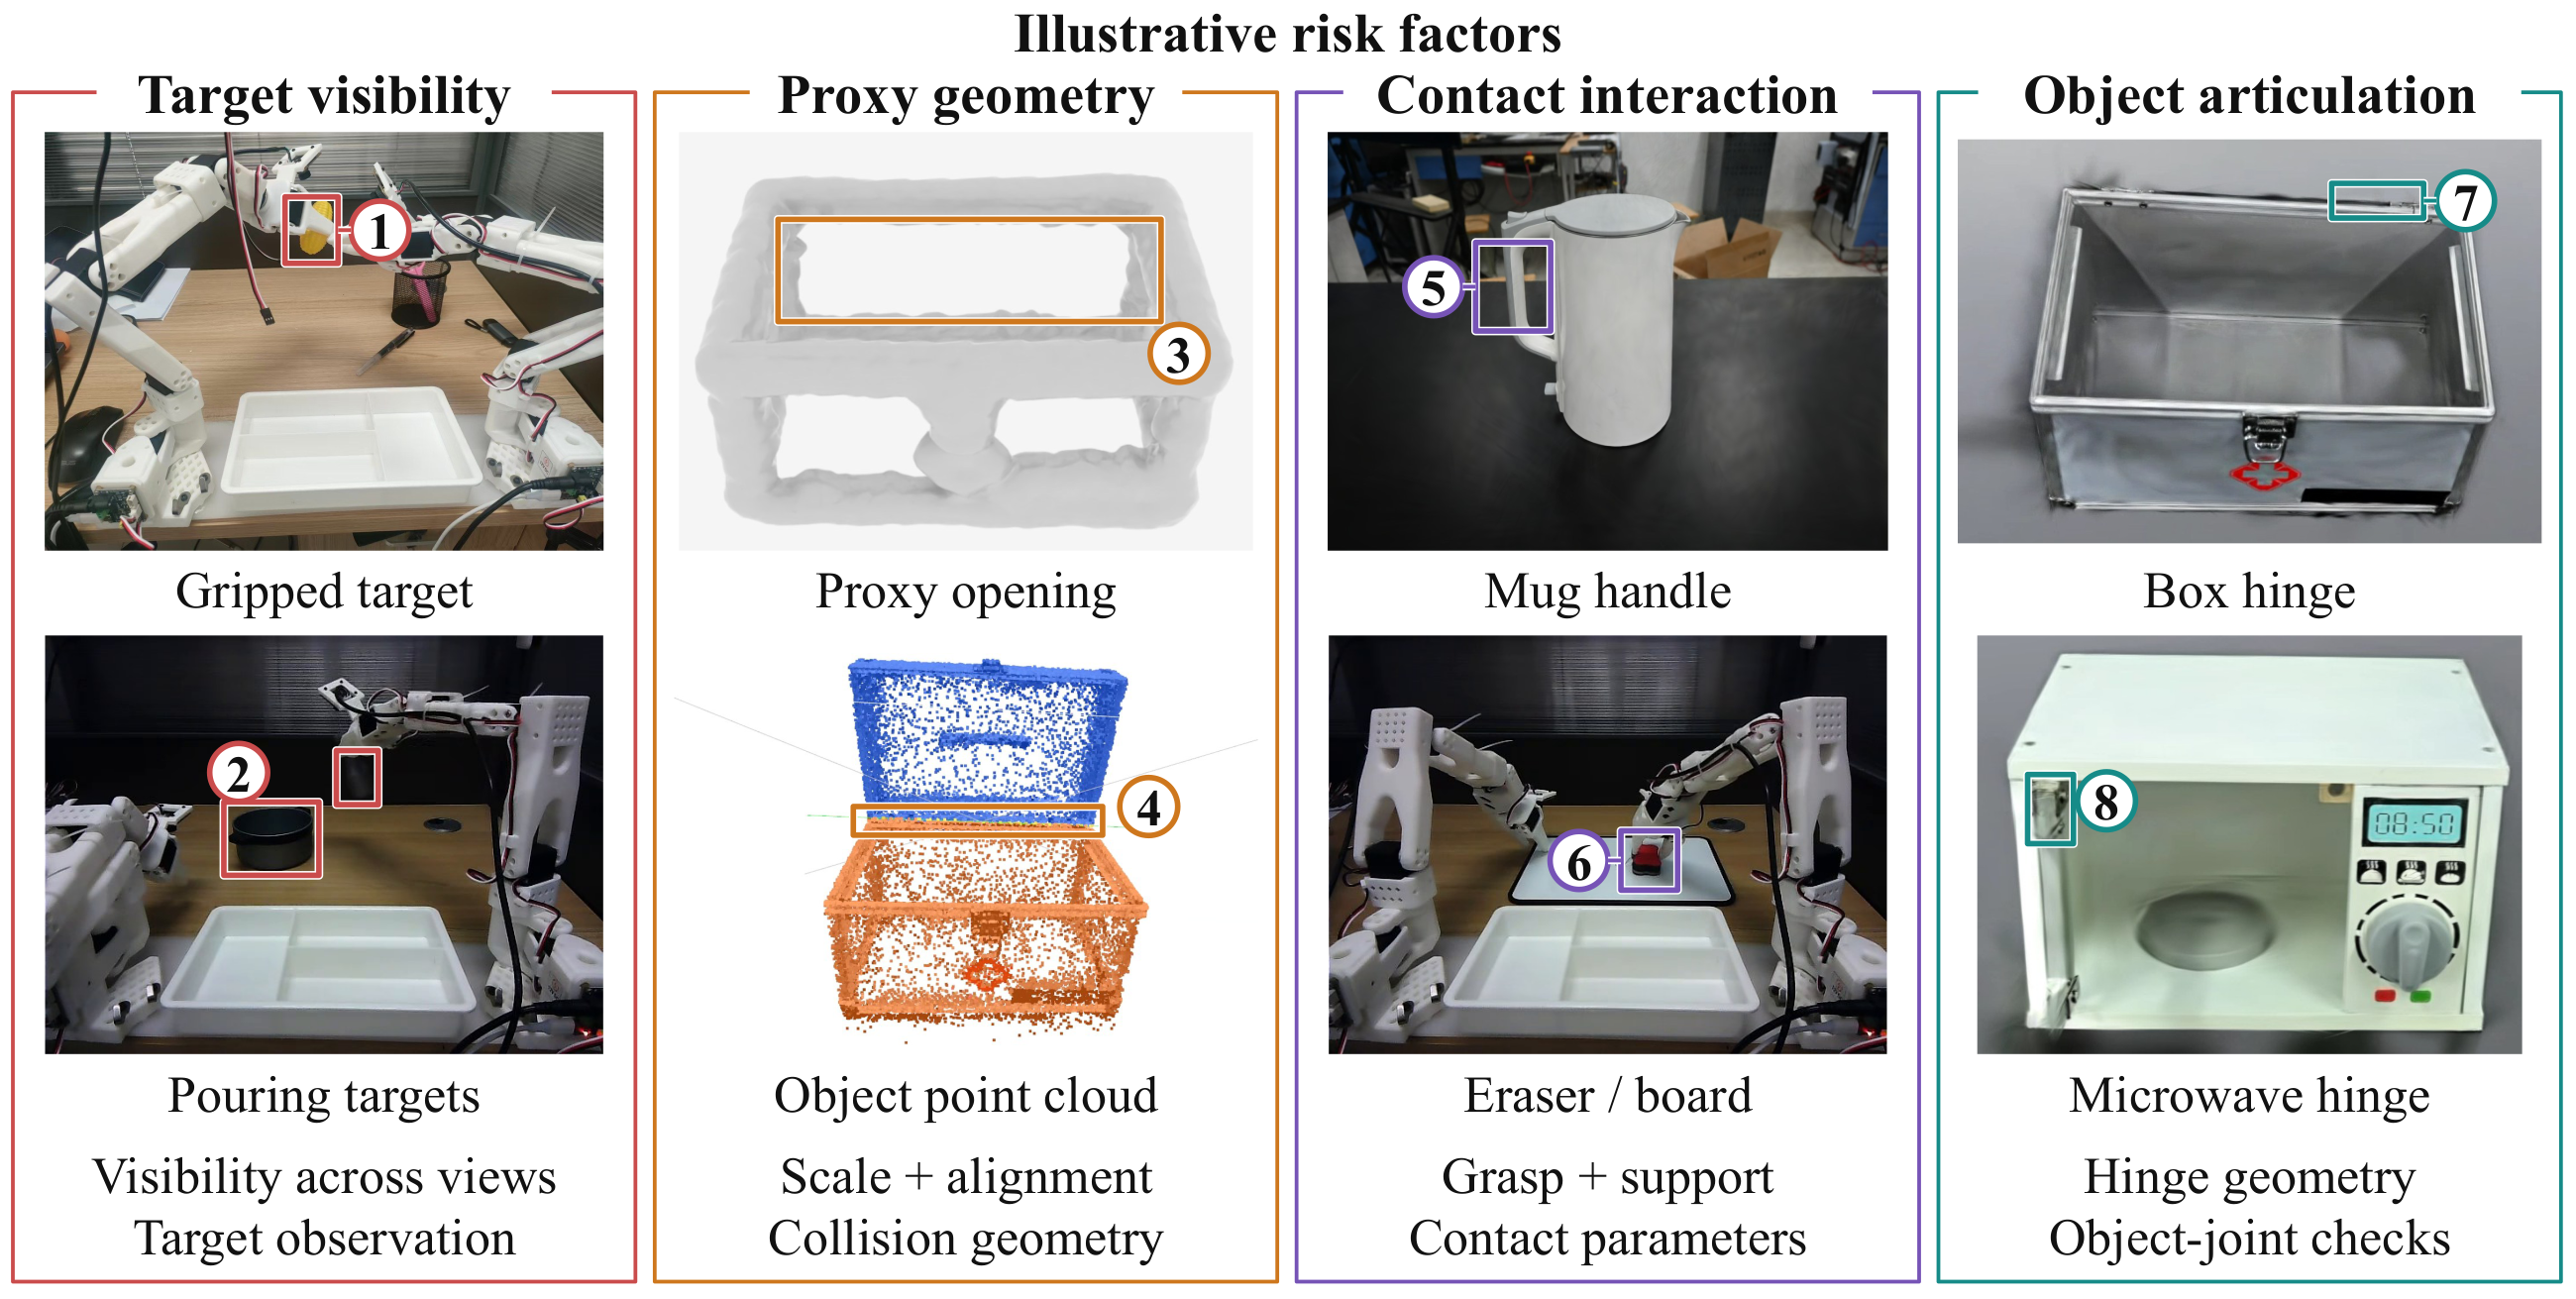 Illustrative risk factors
Target visibility
1
Gripped target
2
Pouring targets
Visibility across views
Target observation
Proxy geometry
3
Proxy opening
4
Object point cloud
Scale + alignment
Collision geometry
Contact interaction
5
Mug handle
6
Eraser / board
Grasp + support
Contact parameters
Object articulation
7
Box hinge
8
08:50
Microwave hinge
Hinge geometry
Object-joint checks